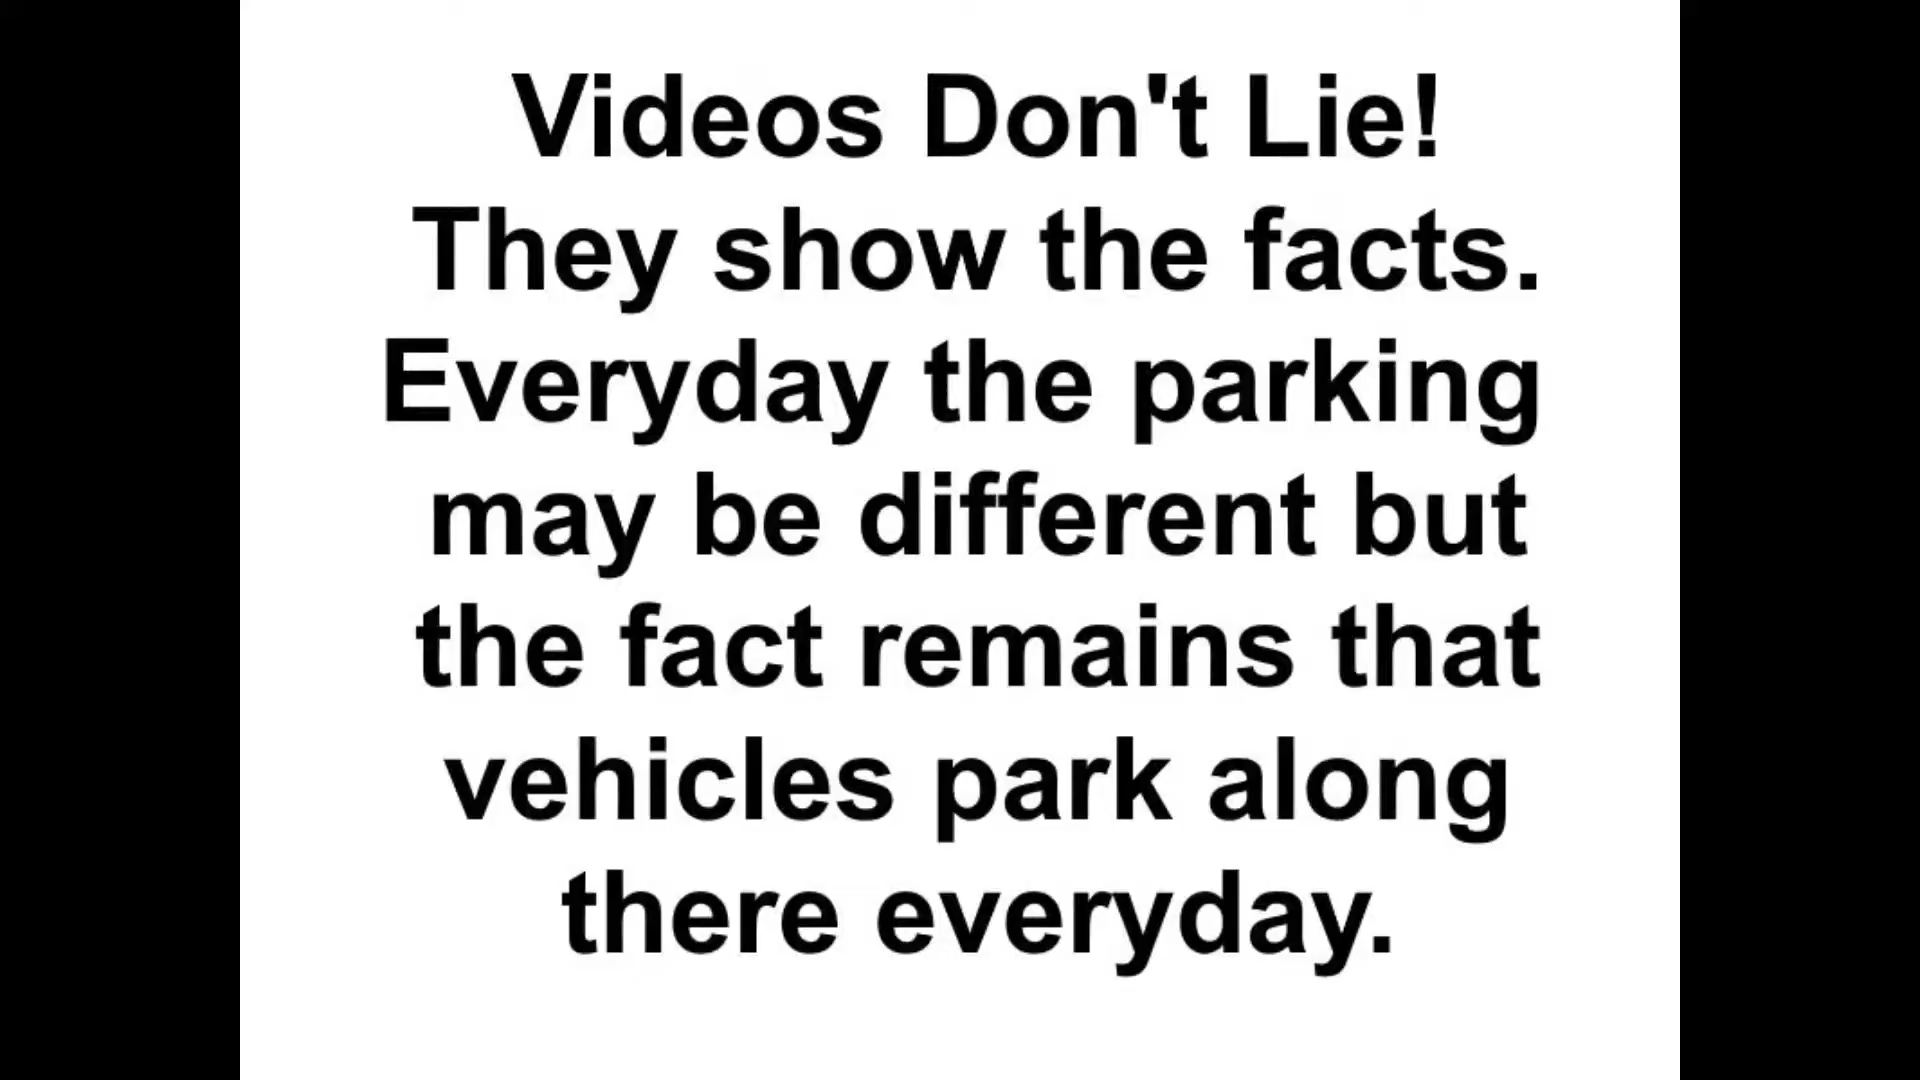 Videos Don't Lie!
They show the facts.
Everyday the parking
may be different but
the fact remains that
vehicles park along
there everyday.